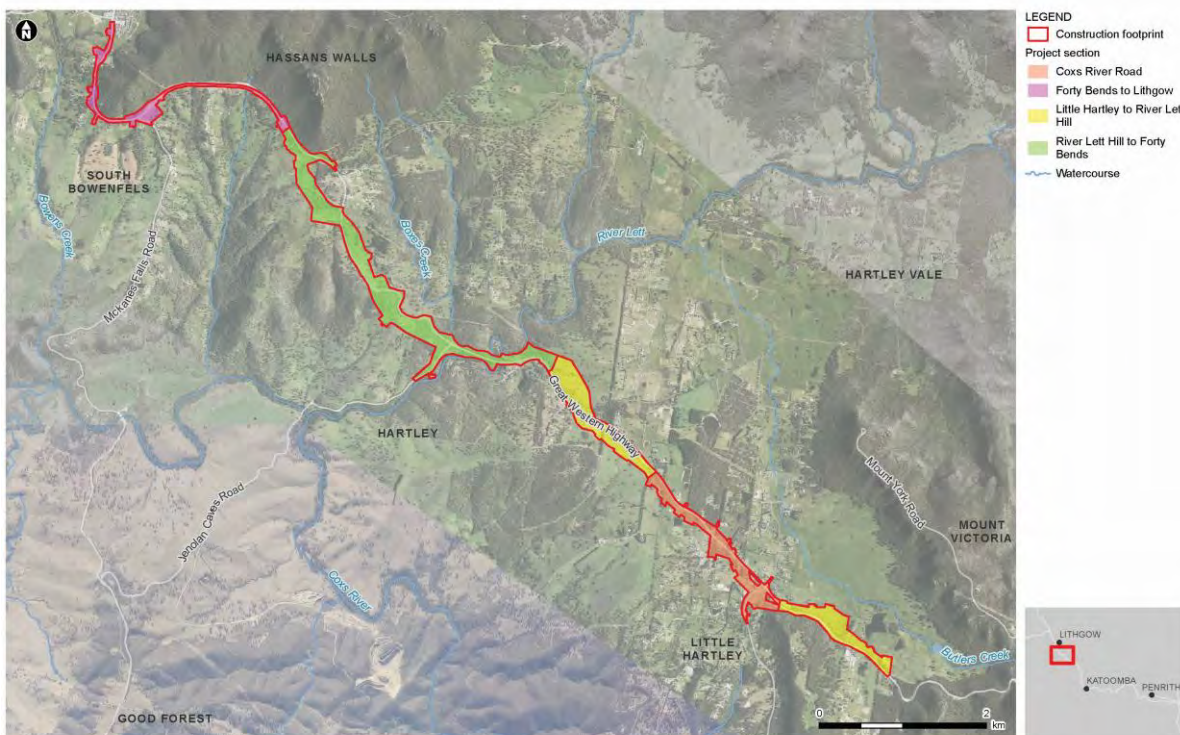 N
HASSANS WALLS
SOUTH
BOWENFELS
Bowens Creek
Mckanes Falls Road
Boxes Creek
River Lett
HARTLEY VALE
Great Western Highway
HARTLEY
Jenolan Caves Road
Coxs River
Mount York Road
MOUNT
VICTORIA
LITTLE
HARTLEY
Butlers Creek
GOOD FOREST
0
2
km
LEGEND
Construction footprint
Project section
Coxs River Road
Forty Bends to Lithgow
Little Hartley to River Lett
Hill
River Lett Hill to Forty
Bends
Watercourse
LITHGOW
KATOOMBA
PENRITH